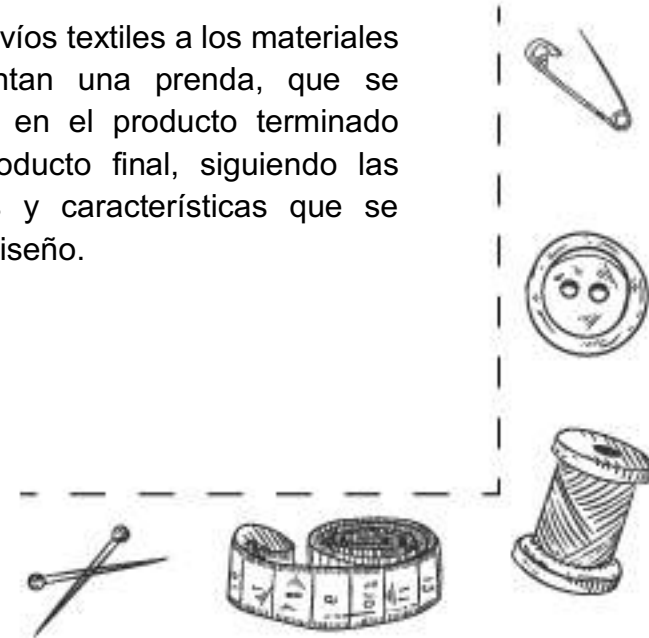 víos textiles a los materiales
ntan una prenda, que se
en el producto terminado
oducto final, siguiendo las
y características que se
iseño.